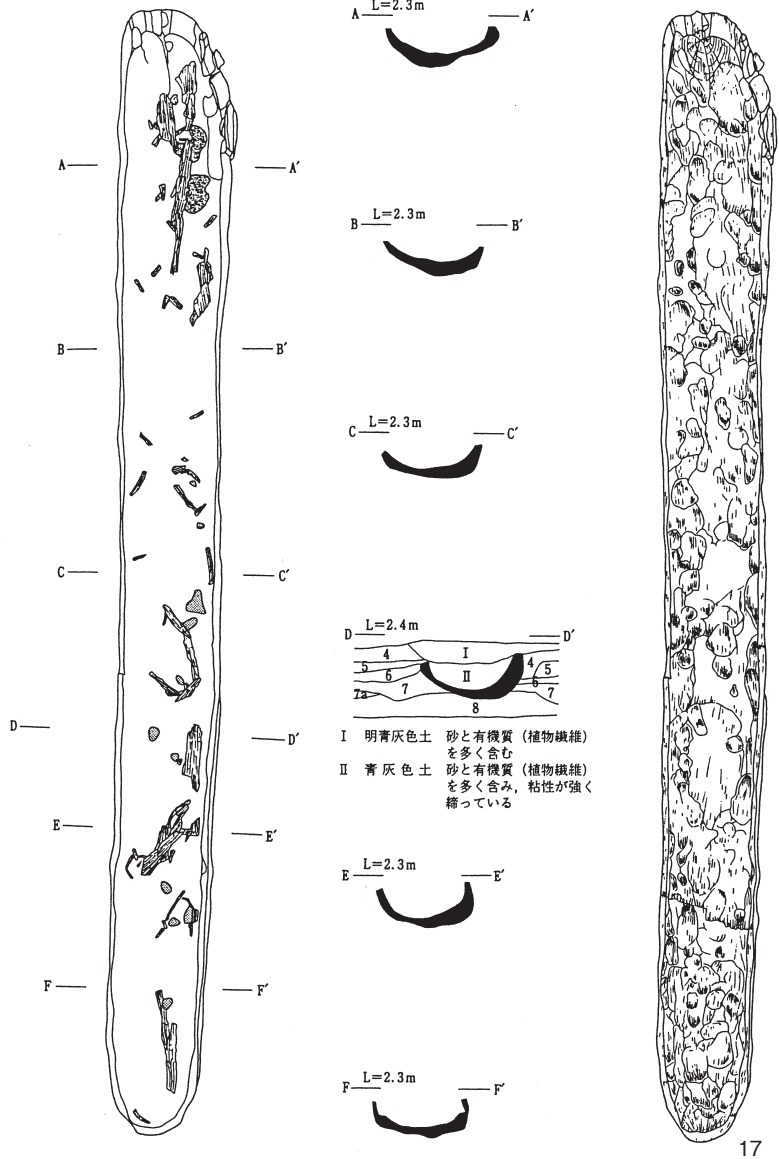 L=2.3m
A A′
A A′
L=2.3m
B B′
B B′
L=2.3m
C C′
C C′
L=2.4m
D D′
4 I 4
5 6 II 5
6
7a 7 7
8
D D′
I 明青灰色土 砂と有機質（植物繊維）
を多く含む
II 青灰色土 砂と有機質（植物繊維）
を多く含み，粘性が強く
締っている
E E′
L=2.3m
E E′
F F′
L=2.3m
F F′
17